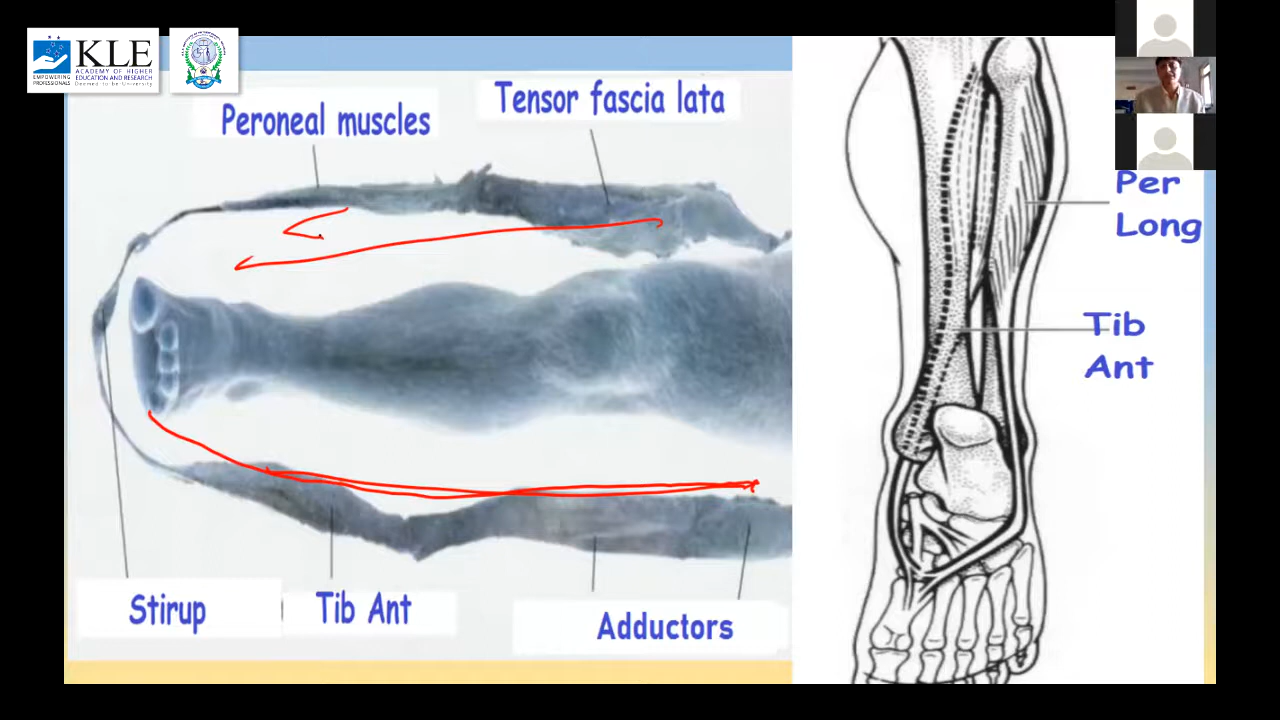 KLE
ACADEMY OF HIGHER
EDUCATION AND RESEARCH
Deemed-to-be-University
EMPOWERING
PROFESSIONALS
Peroneal muscles
Tensor fascia lata
Stirup
Tib Ant
Adductors
Per
Long
Tib
Ant